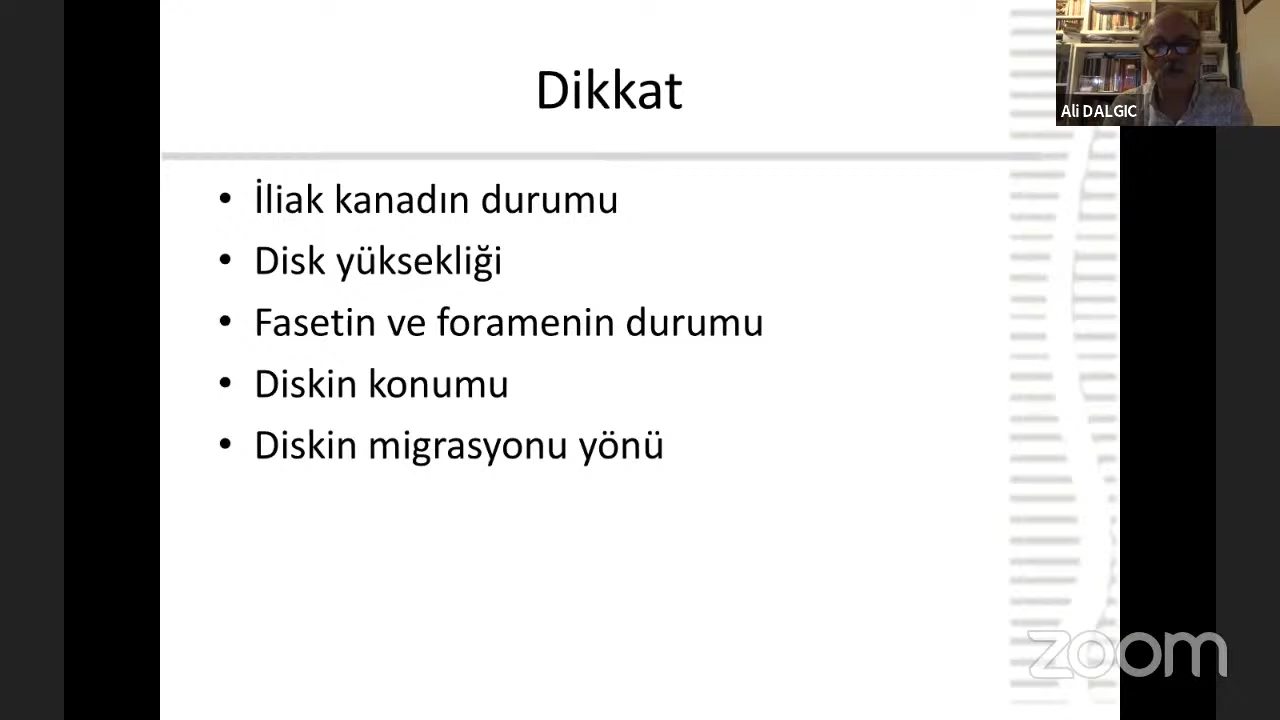 Dikkat
Ali DALGIC
İliak kanadın durumu
Disk yüksekliği
Fasetin ve foramenin durumu
Diskin konumu
Diskin migrasyonu yönü
zoom